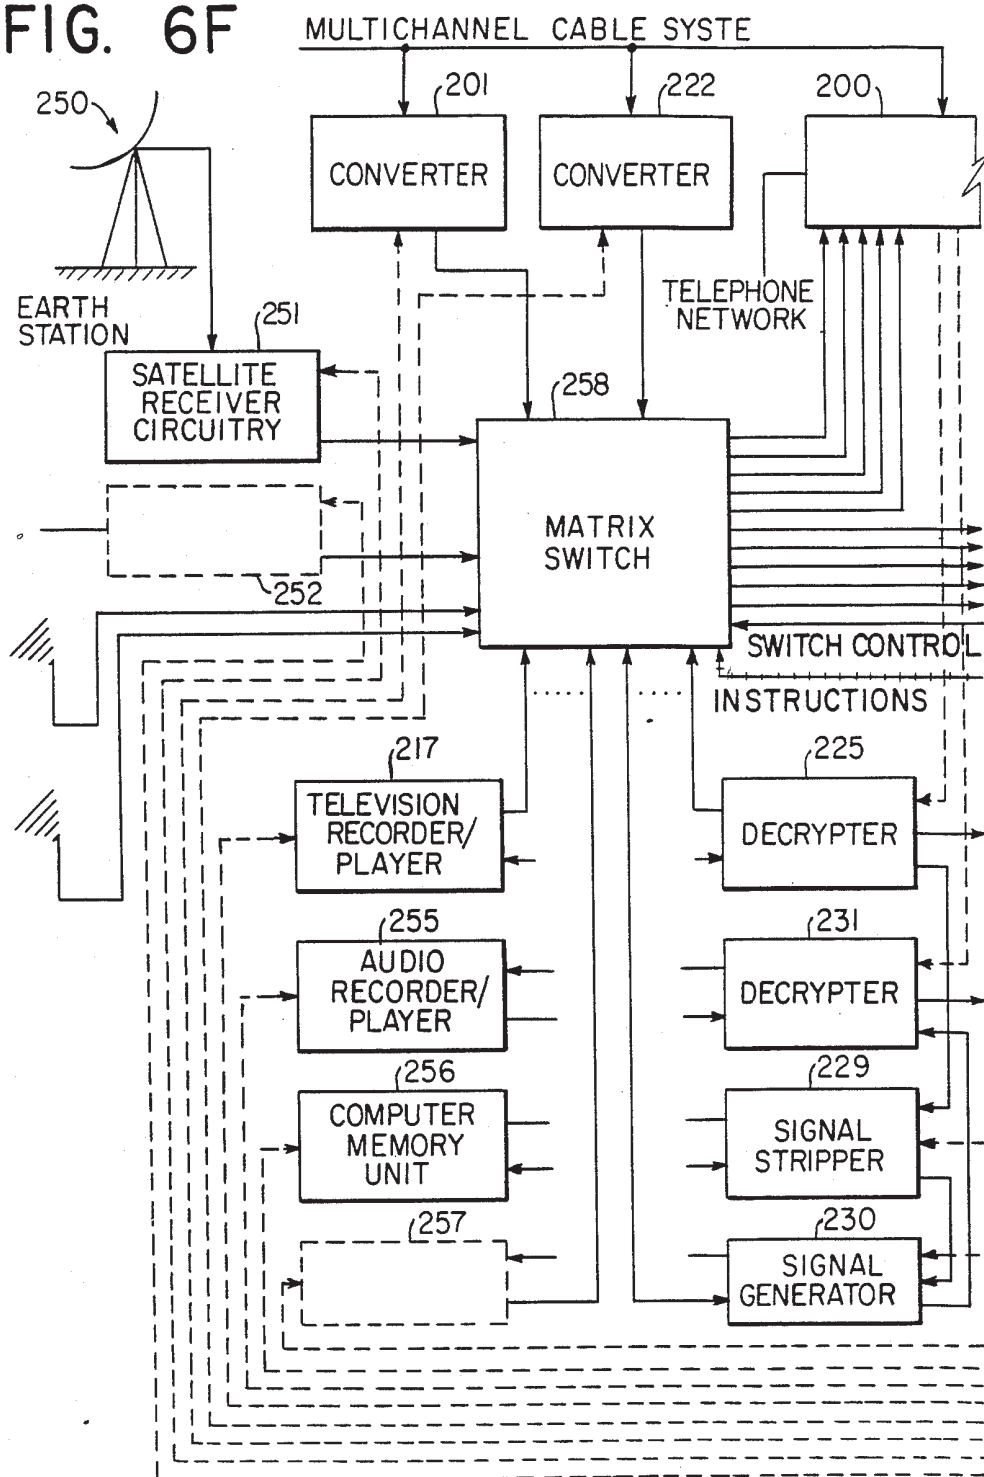 FIG. 6F
MULTICHANNEL CABLE SYSTE
250
201
222
200
CONVERTER
CONVERTER
EARTH
STATION
TELEPHONE
NETWORK
251
SATELLITE
RECEIVER
CIRCUITRY
258
MATRIX
SWITCH
252
SWITCH CONTROL
INSTRUCTIONS
217
TELEVISION
RECORDER/
PLAYER
225
DECRYPTER
255
AUDIO
RECORDER/
PLAYER
231
DECRYPTER
256
COMPUTER
MEMORY
UNIT
229
SIGNAL
STRIPPER
257
230
SIGNAL
GENERATOR